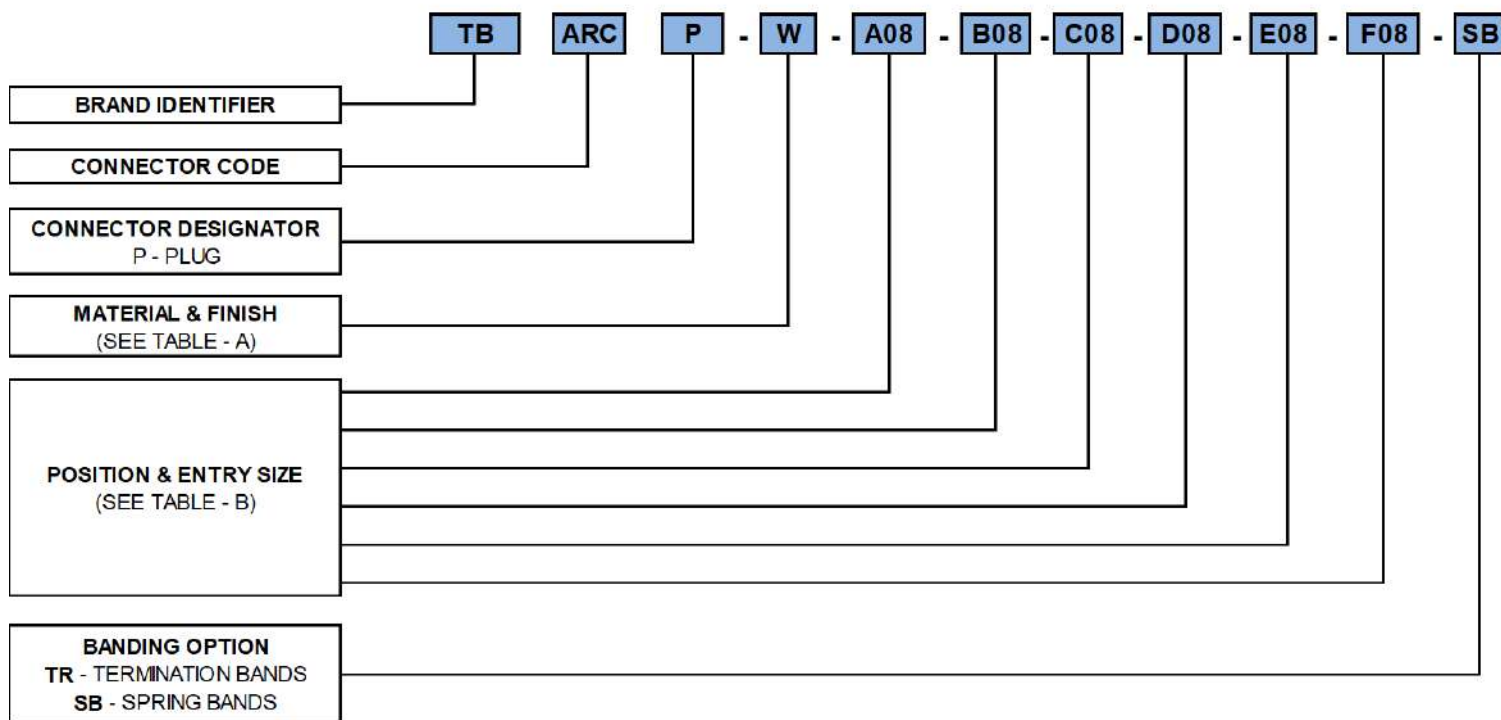 TB ARC P - W - A08 - B08 - C08 - D08 - E08 - F08 - SB
BRAND IDENTIFIER
CONNECTOR CODE
CONNECTOR DESIGNATOR
P - PLUG
MATERIAL & FINISH
(SEE TABLE - A)
POSITION & ENTRY SIZE
(SEE TABLE - B)
BANDING OPTION
TR - TERMINATION BANDS
SB - SPRING BANDS